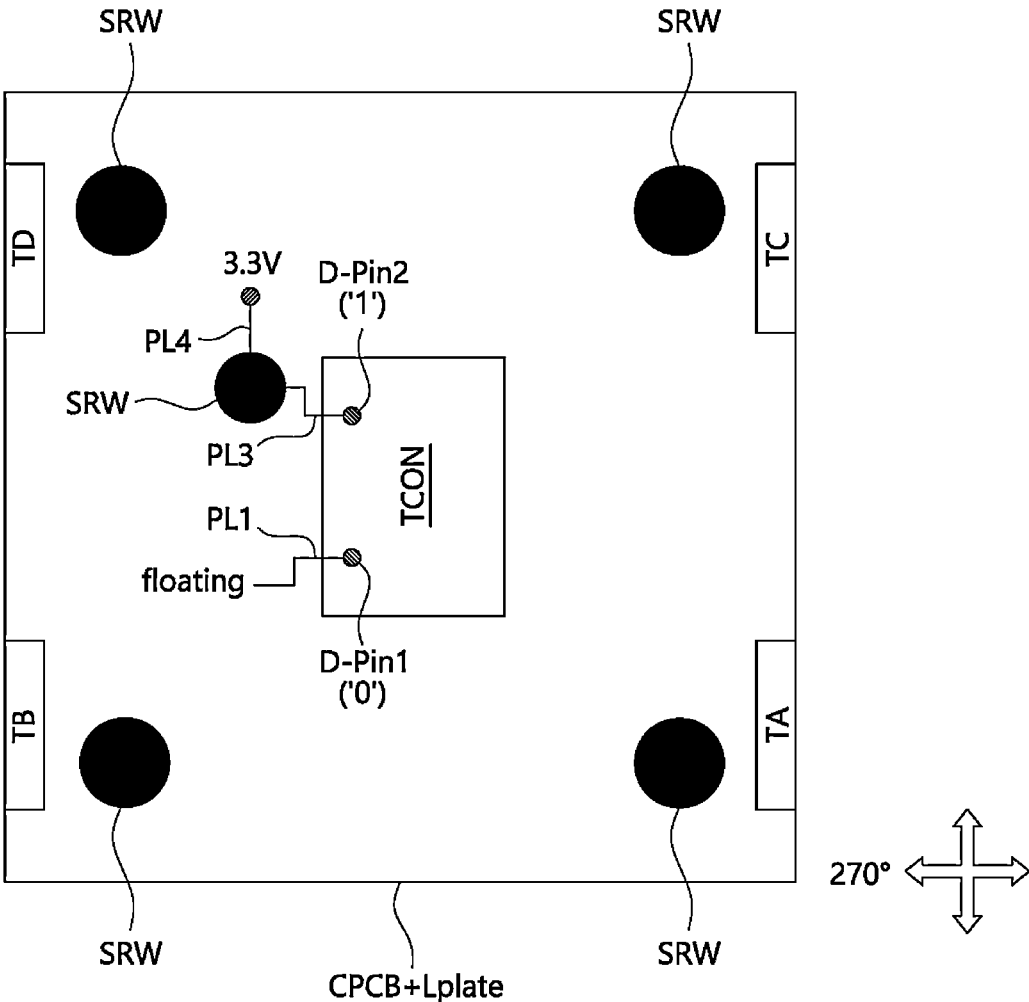 SRW
SRW
TD
TC
3.3V
D-Pin2
('1')
PL4
SRW
PL3
TCON
PL1
floating
D-Pin1
('0')
TB
TA
270°
SRW
SRW
CPCB+Lplate